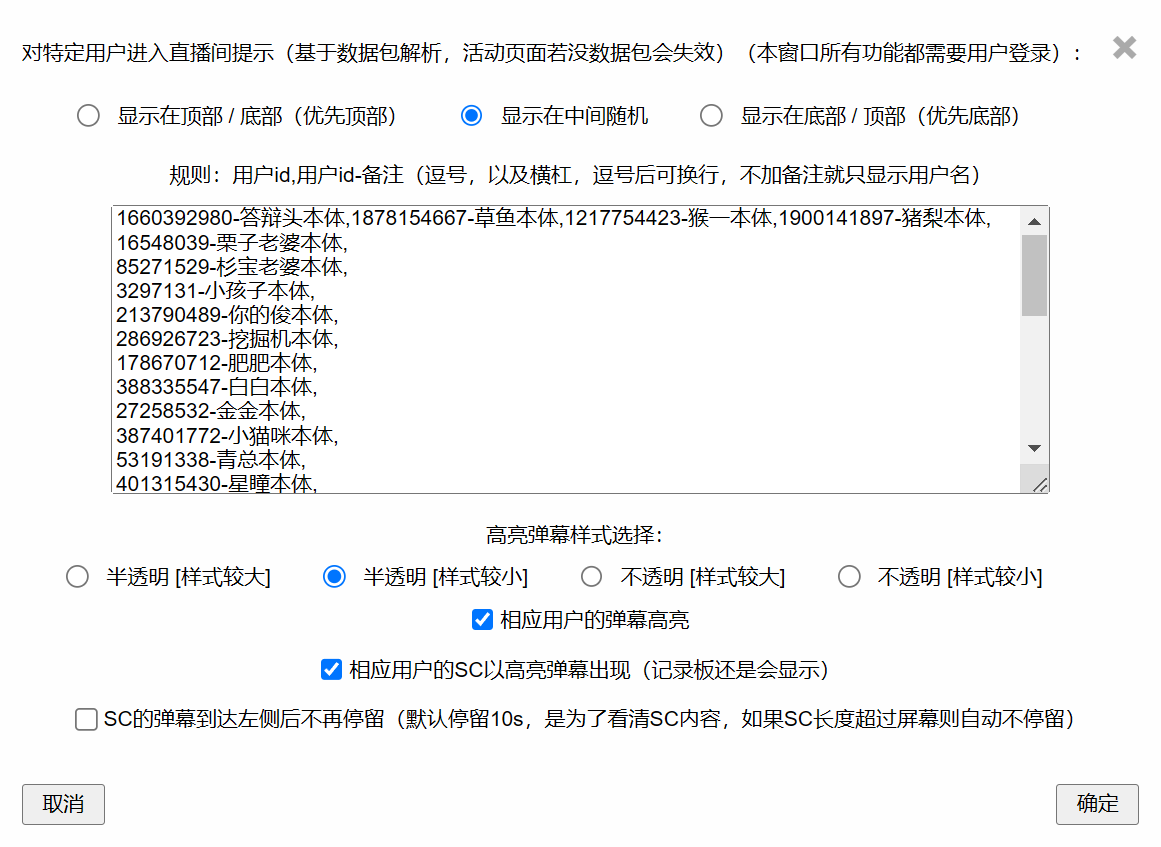 对特定用户进入直播间提示（基于数据包解析，活动页面若没数据包会失效）（本窗口所有功能都需要用户登录）：
显示在顶部 / 底部（优先顶部） 显示在中间随机 显示在底部 / 顶部（优先底部）
规则：用户id,用户id-备注（逗号，以及横杠，逗号后可换行，不加备注就只显示用户名）
1660392980-答辩头本体,1878154667-草鱼本体,1217754423-猴一本体,1900141897-猪梨本体,
16548039-栗子老婆本体,
85271529-杉宝老婆本体,
3297131-小孩子本体,
213790489-你的俊本体,
286926723-挖掘机本体,
178670712-肥肥本体,
388335547-白白本体,
27258532-金金本体,
387401772-小猫咪本体,
53191338-青总本体,
401315430-星瞳本体,
高亮弹幕样式选择：
半透明 [样式较大] 半透明 [样式较小] 不透明 [样式较大] 不透明 [样式较小]
相应用户的弹幕高亮
相应用户的SC以高亮弹幕出现（记录板还是会显示）
SC的弹幕到达左侧后不再停留（默认停留10s，是为了看清SC内容，如果SC长度超过屏幕则自动不停留）
取消 确定